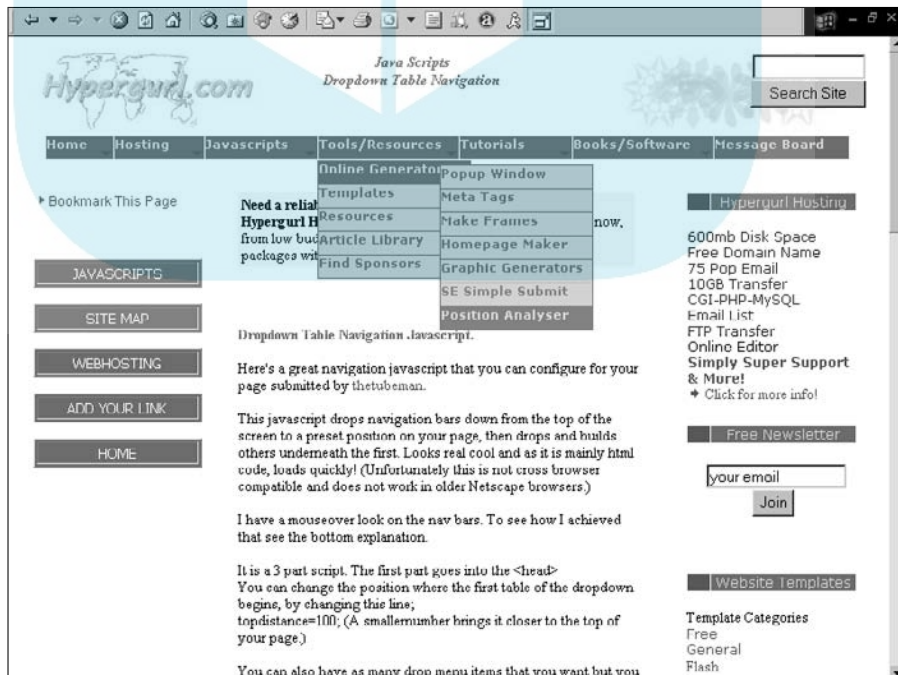 Hypergurl.com
Java Scripts
Dropdown Table Navigation
Search Site
Home Hosting Javascripts Tools/Resources Tutorials Books/Software Message Board
Online Generato
Templates
Resources
Article Library
Find Sponsors
Popup Window
Meta Tags
Make Frames
Homepage Maker
Graphic Generators
SE Simple Submit
Position Analyser
Bookmark This Page
JAVASCRIPTS
SITE MAP
WEBHOSTING
ADD YOUR LINK
HOME
Need a reliab
Hypergurl H now,
from low bud
packages wit
Dropdown Table Navigation Javascript.
Here's a great navigation javascript that you can configure for your
page submitted by thetubeman.
This javascript drops navigation bars down from the top of the
screen to a preset position on your page, then drops and builds
others underneath the first. Looks real cool and as it is mainly html
code, loads quickly! (Unfortunately this is not cross browser
compatible and does not work in older Netscape browsers.)
I have a mouseover look on the nav bars. To see how I achieved
that see the bottom explanation.
It is a 3 part script. The first part goes into the <head>
You can change the position where the first table of the dropdown
begins, by changing this line;
topdistance=100; (A smallernumber brings it closer to the top of
your page.)
You can also have as many drop menu items that you want but you
Hypergurl Hosting
600mb Disk Space
Free Domain Name
75 Pop Email
10GB Transfer
CGI-PHP-MySQL
Email List
FTP Transfer
Online Editor
Simply Super Support
& More!
Click for more info!
Free Newsletter
your email
Join
Website Templates
Template Categories
Free
General
Flash